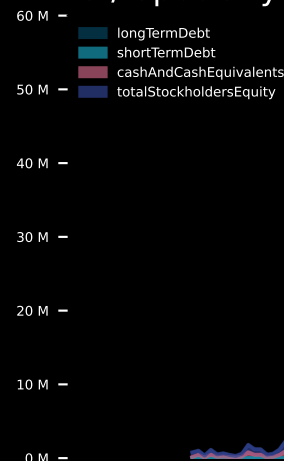 60 M
longTermDebt
shortTermDebt
cashAndCashEquivalents
totalStockholdersEquity
50 M
40 M
30 M
20 M
10 M
0 M